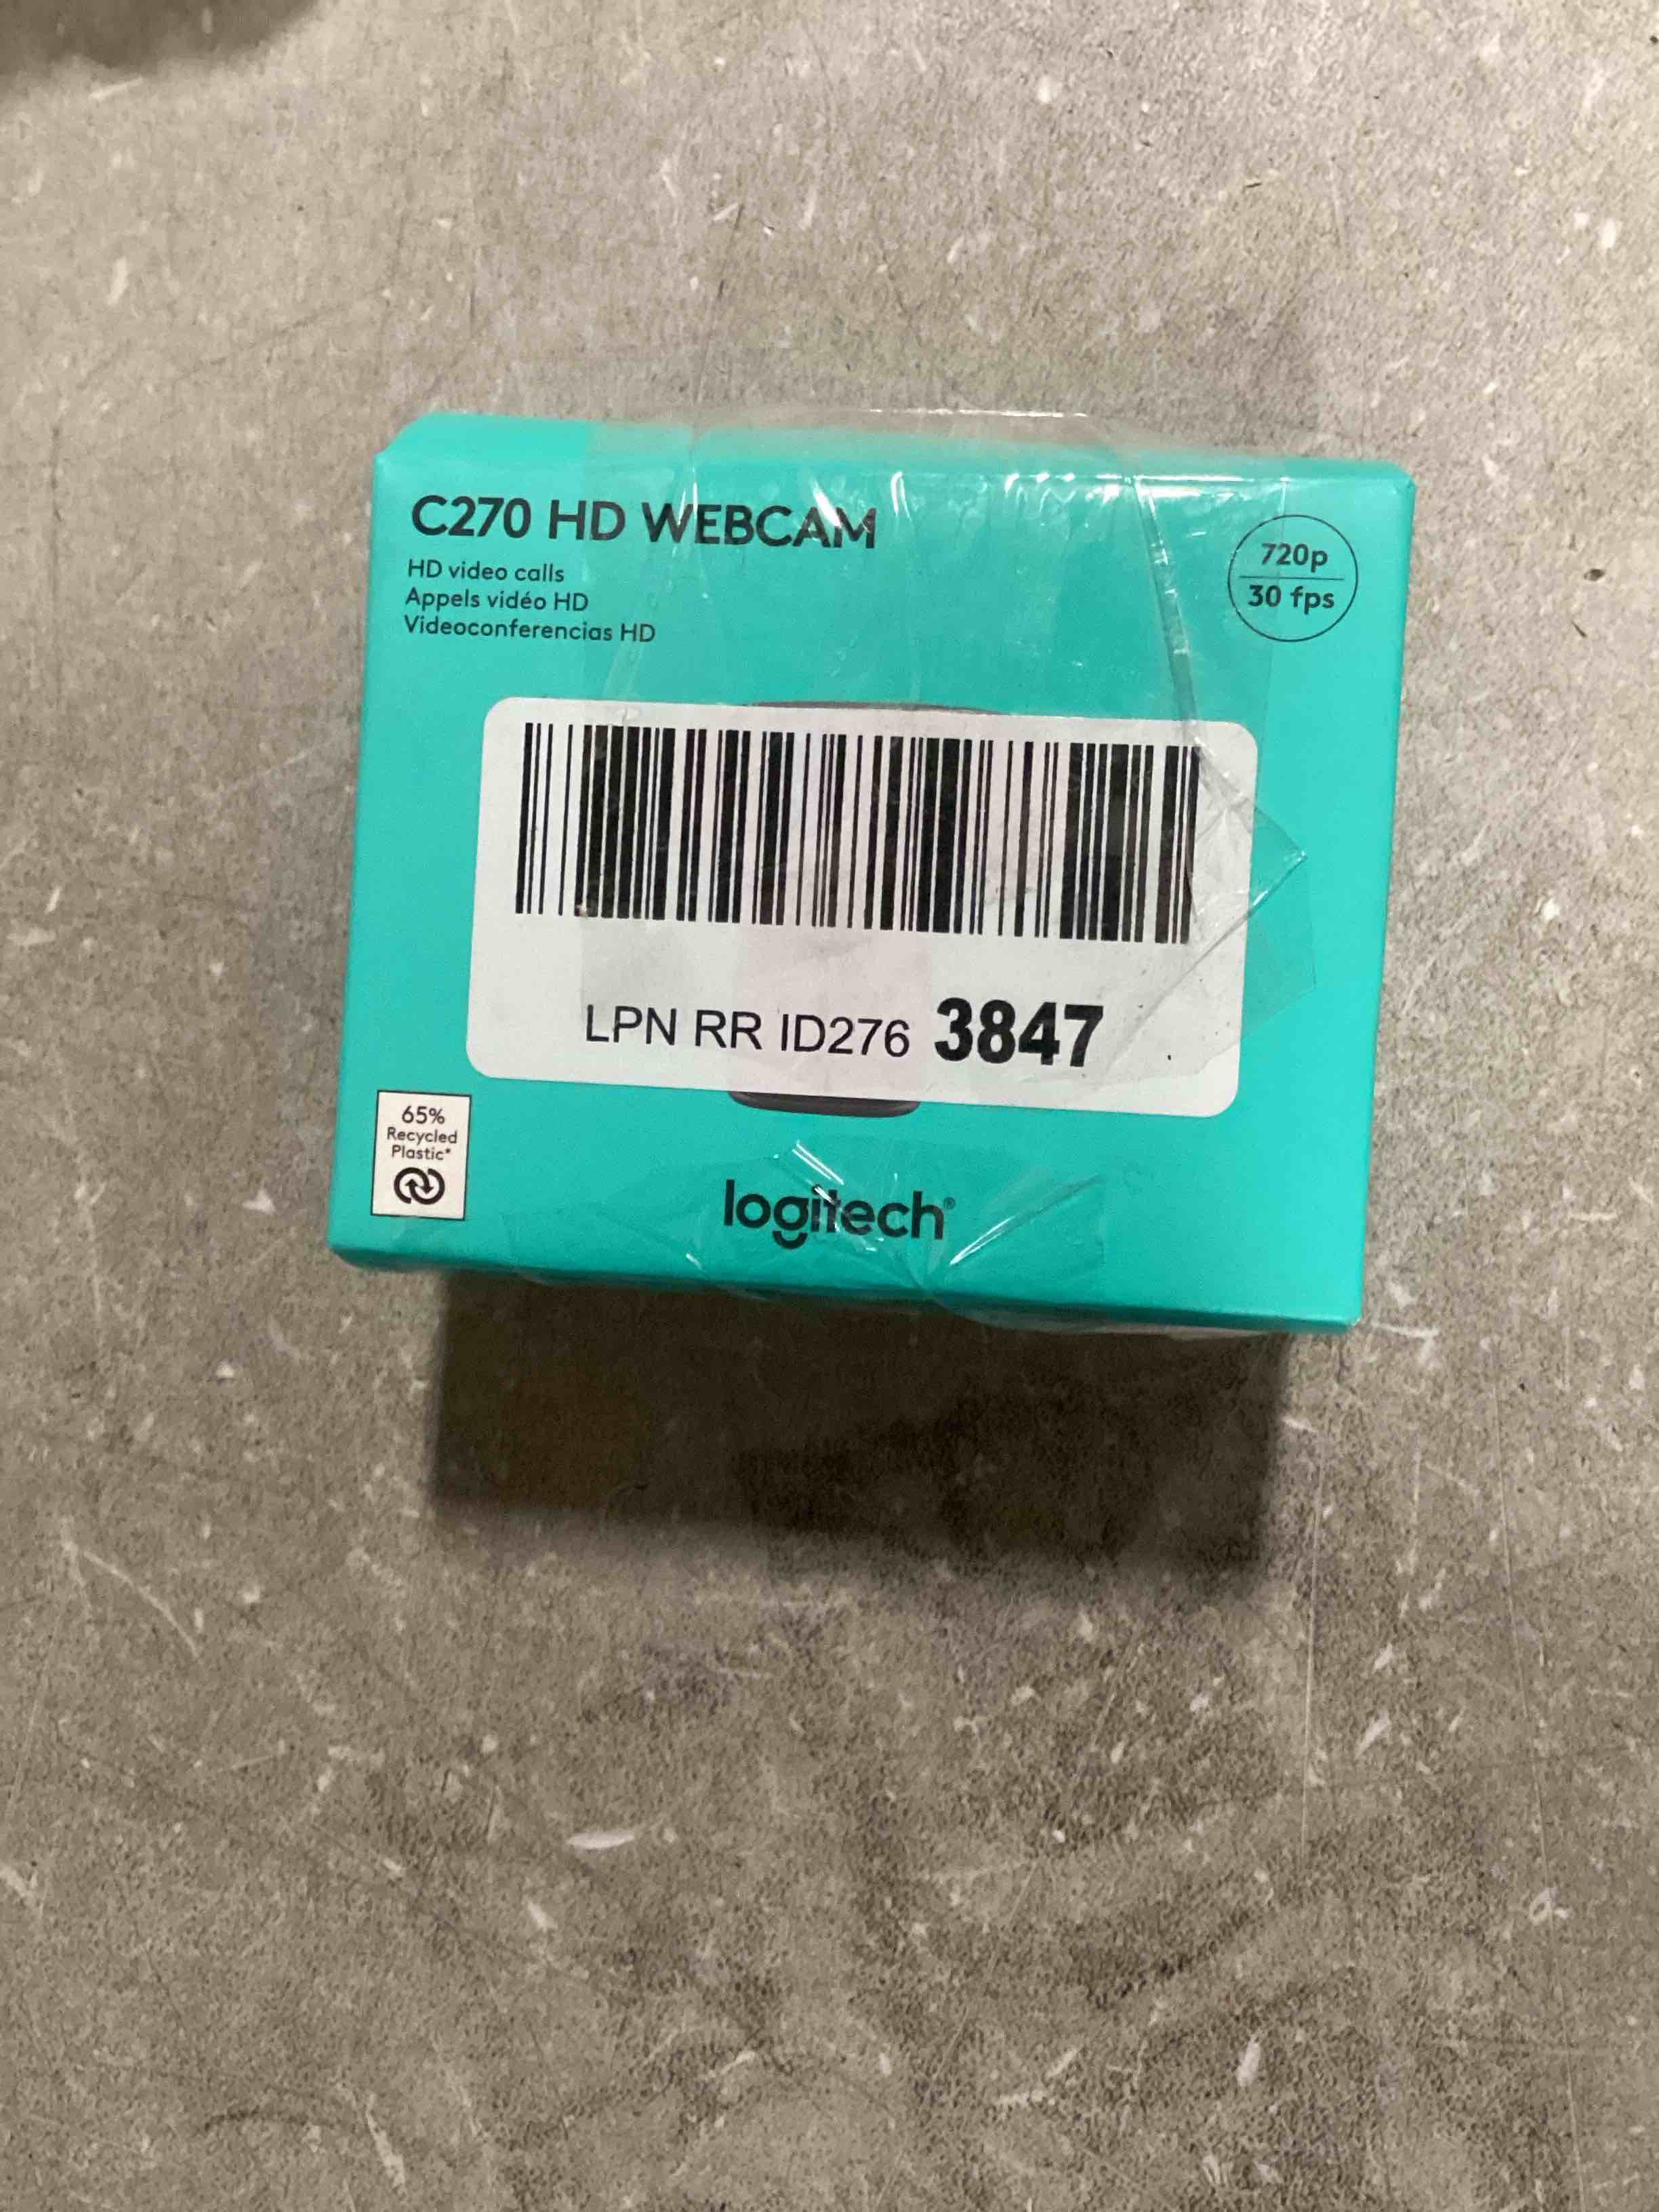 C270 HD WEBCAM
HD video calls
Appels vidéo HD
Videoconferencias HD
720p
30 fps
LPN RR ID276 3847
65%
Recycled
Plastic*
logitech®